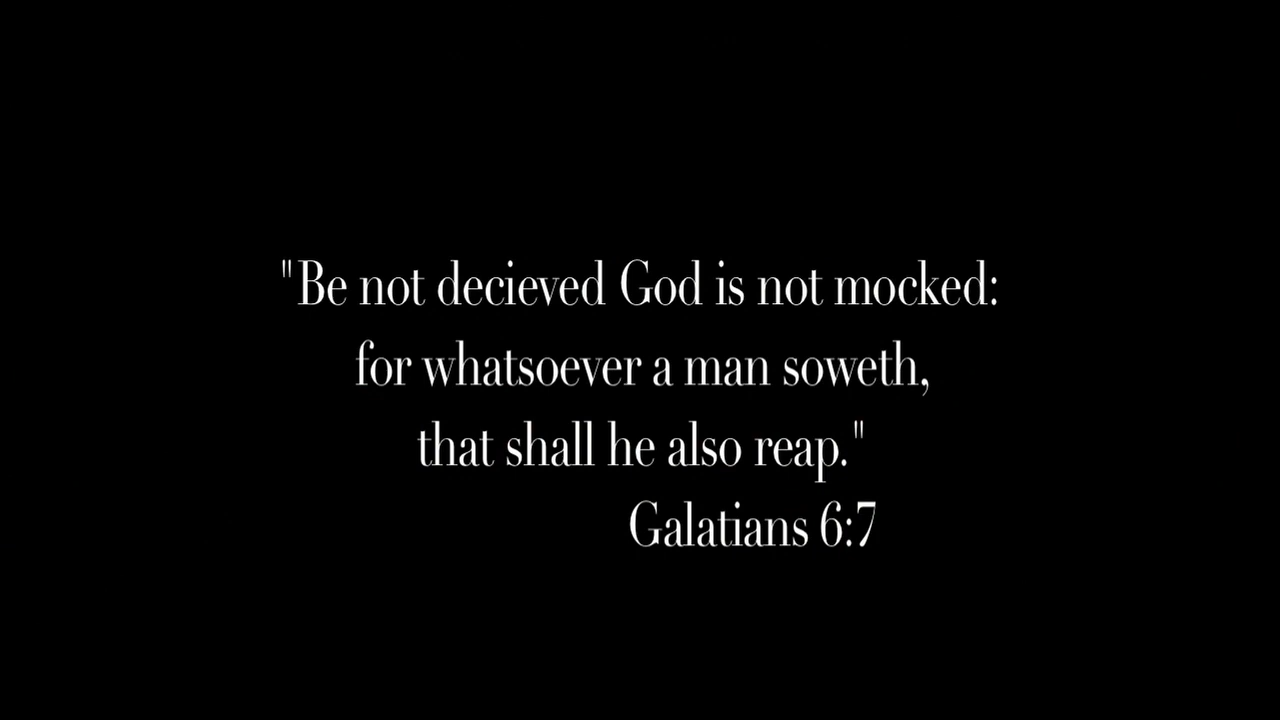 "Be not decieved God is not mocked:
for whatsoever a man soweth,
that shall he also reap."
Galatians 6:7